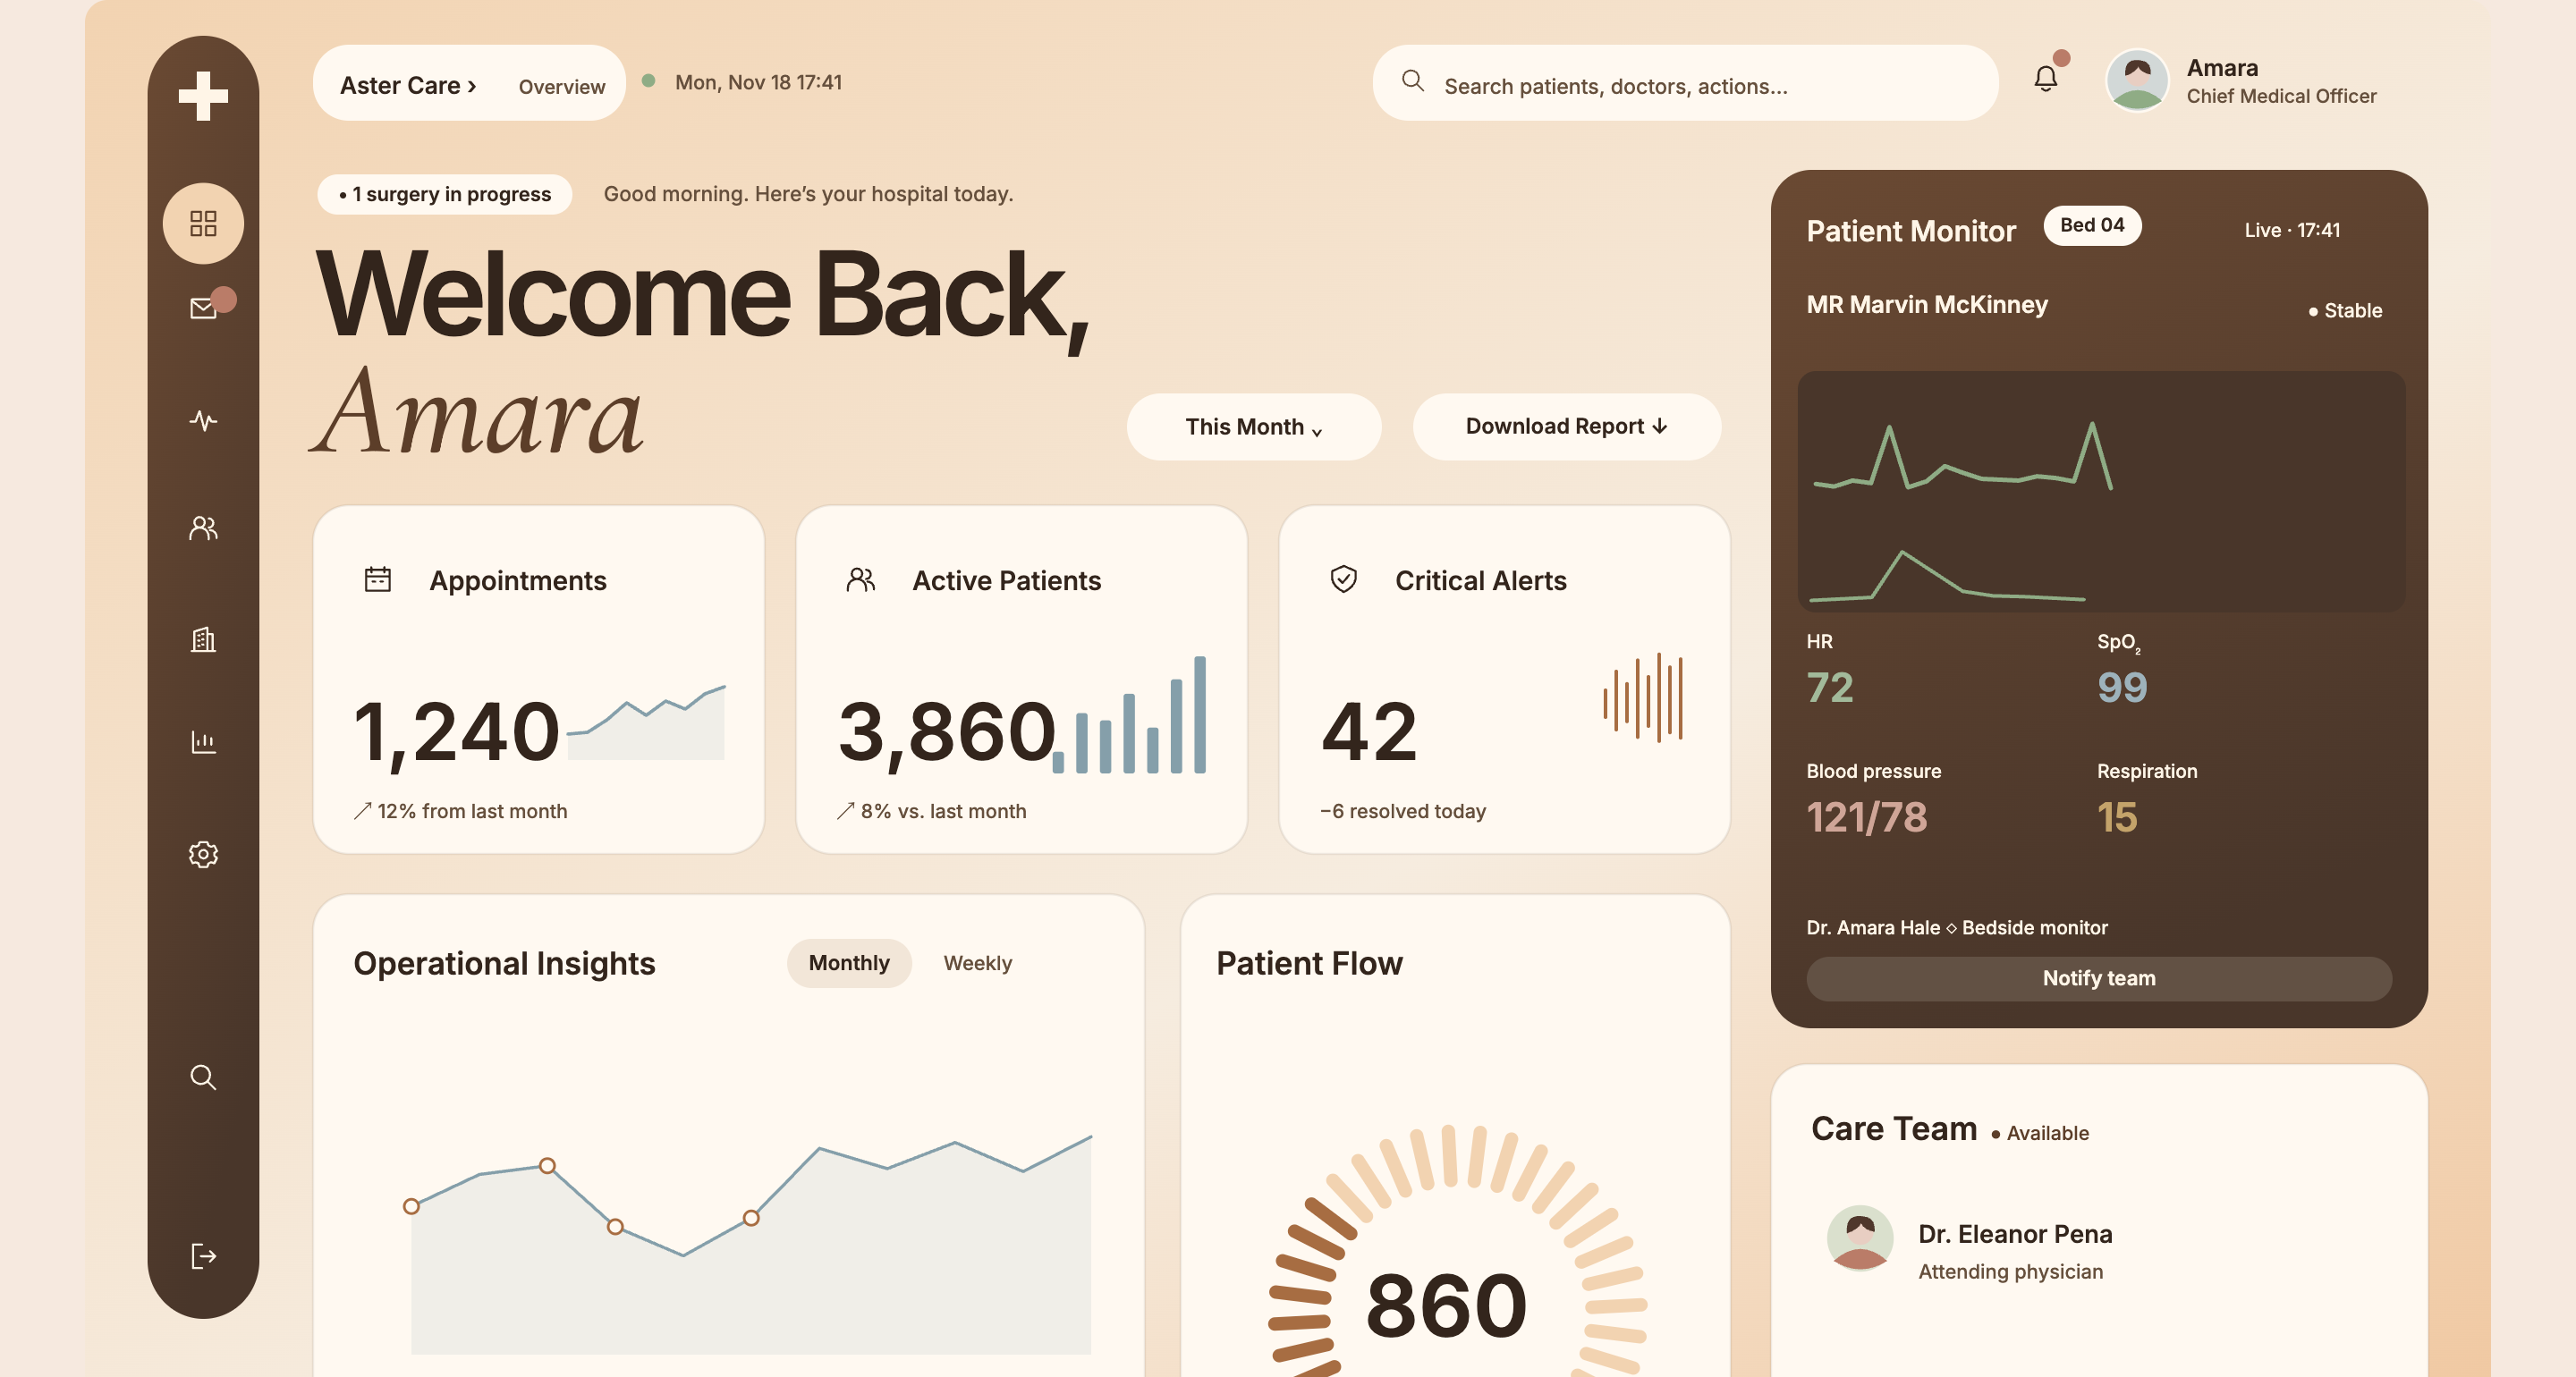 Aster Care ›
Overview
Mon, Nov 18 17:41
Search patients, doctors, actions...
Amara
Chief Medical Officer
• 1 surgery in progress
Good morning. Here’s your hospital today.
Welcome Back,
Amara
This Month
Download Report ↓
Appointments
1,240
↗ 12% from last month
Active Patients
3,860
↗ 8% vs. last month
Critical Alerts
42
−6 resolved today
Operational Insights
Monthly
Weekly
Patient Flow
860
Patient Monitor
Bed 04
Live · 17:41
MR Marvin McKinney
• Stable
HR
72
SpO₂
99
Blood pressure
121/78
Respiration
15
Dr. Amara Hale ◇ Bedside monitor
Notify team
Care Team
• Available
Dr. Eleanor Pena
Attending physician